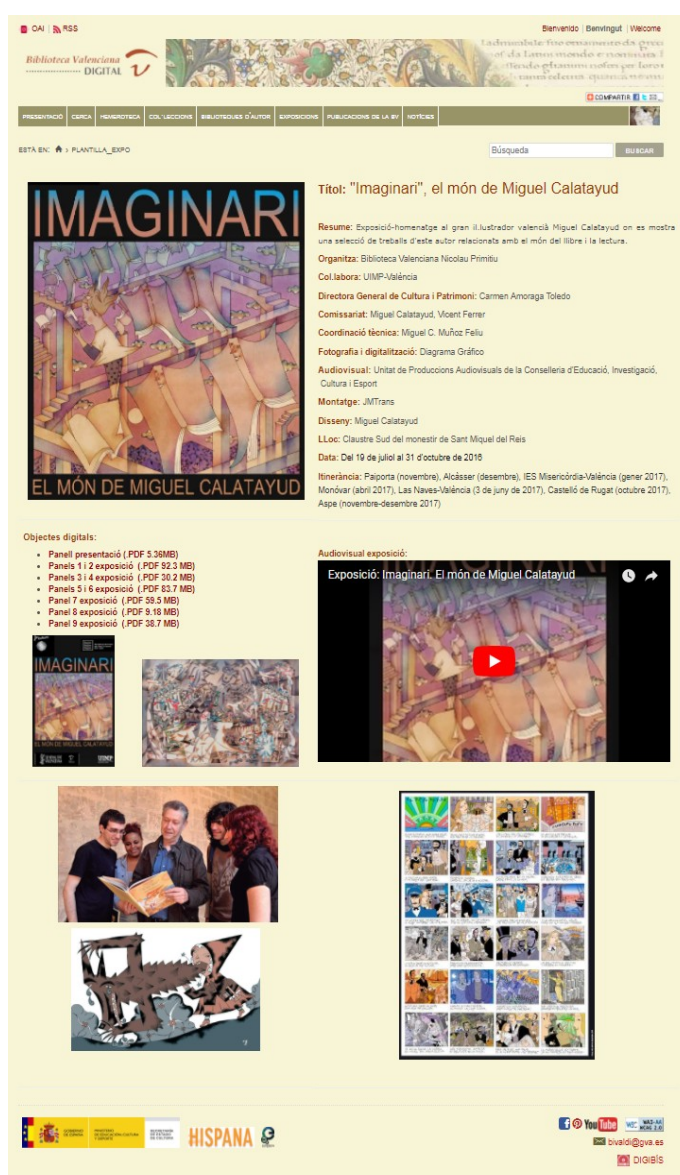 OAI | RSS
Bienvenido | Benvingut | Welcome
Biblioteca Valenciana
DIGITAL
COMPARTIR
PRESENTACIÓ CERCA HEMEROTECA COL·LECCIONS BIBLIOTEQUES D'AUTOR EXPOSICIONS PUBLICACIONS DE LA BV NOTÍCIES
ESTÀ EN: > PLANTILLA_EXPO
Búsqueda
BUSCAR
IMAGINARI
EL MÓN DE MIGUEL CALATAYUD
Títol: "Imaginari", el món de Miguel Calatayud
Resume: Exposició-homenatge al gran il.lustrador valencià Miguel Calatayud on es mostra
una selecció de treballs d'este autor relacionats amb el món del llibre i la lectura.
Organitza: Biblioteca Valenciana Nicolau Primitiu
Col.labora: UIMP-València
Directora General de Cultura i Patrimoni: Carmen Amoraga Toledo
Comissariat: Miguel Calatayud, Vicent Ferrer
Coordinació tècnica: Miguel C. Muñoz Feliu
Fotografia i digitalització: Diagrama Gráfico
Audiovisual: Unitat de Produccions Audiovisuals de la Conselleria d'Educació, Investigació,
Cultura i Esport
Montatge: JMTrans
Disseny: Miguel Calatayud
LLoc: Claustre Sud del monestir de Sant Miquel del Reis
Data: Del 19 de juliol al 31 d'octubre de 2016
Itinerància: Paiporta (novembre), Alcàsser (desembre), IES Misericòrdia-València (gener 2017),
Monóvar (abril 2017), Las Naves-València (3 de juny de 2017), Castelló de Rugat (octubre 2017),
Aspe (novembre-desembre 2017)
Objectes digitals:
Panell presentació (.PDF 5.36MB)
Panels 1 i 2 exposició (.PDF 92.3 MB)
Panels 3 i 4 exposició (.PDF 30.2 MB)
Panels 5 i 6 exposició (.PDF 83.7 MB)
Panel 7 exposició (.PDF 59.5 MB)
Panel 8 exposició (.PDF 9.18 MB)
Panel 9 exposició (.PDF 38.7 MB)
IMAGINARI
EL MÓN DE MIGUEL CALATAYUD
Audiovisual exposició:
Exposició: Imaginari. El món de Miguel Calatayud
HISPANA
You Tube
W3C WAI-AA WCAG 2.0
bivaldi@gva.es
DIGIBÍS